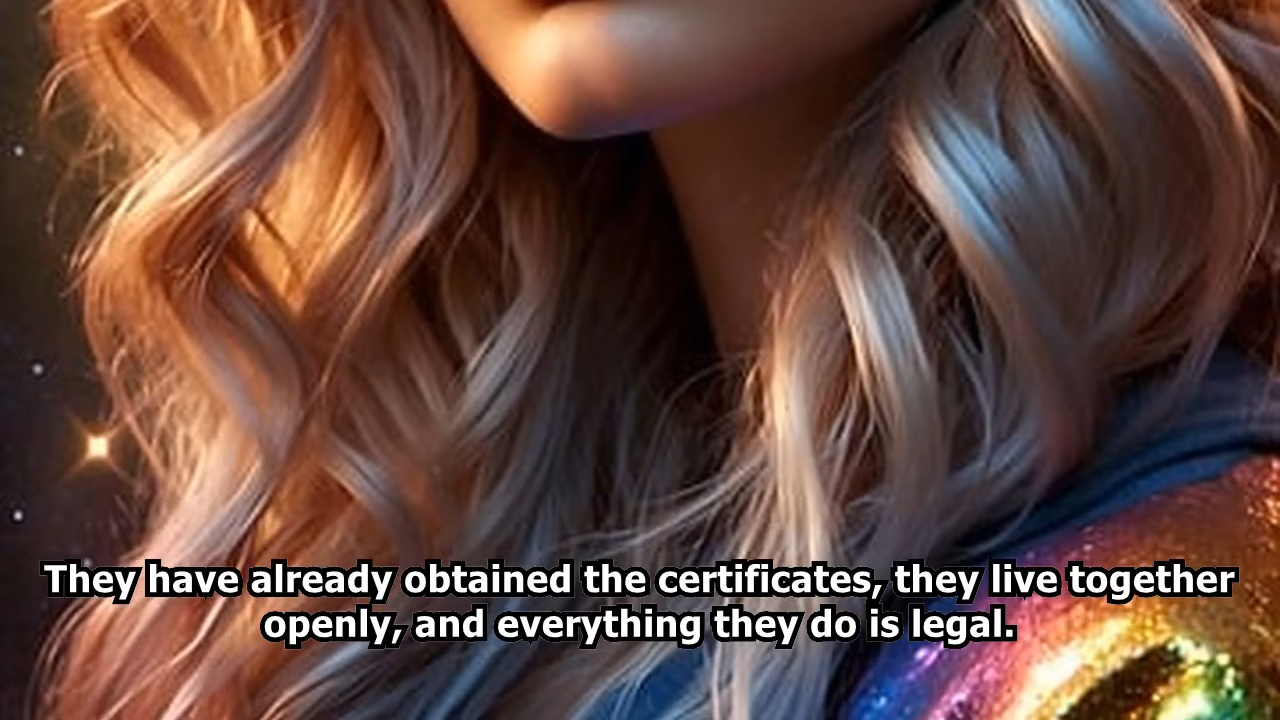 They have already obtained the certificates, they live together
openly, and everything they do is legal.